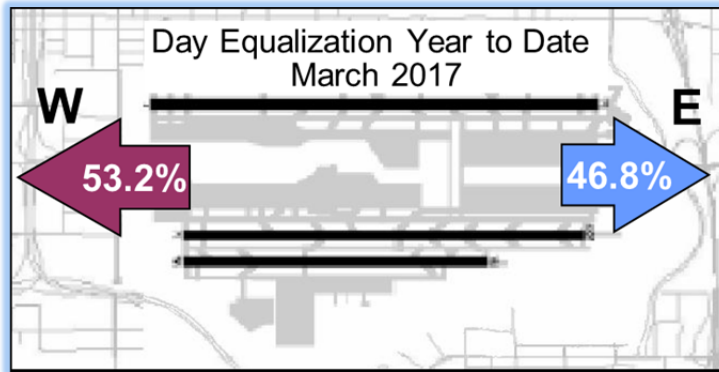 Day Equalization Year to Date
March 2017
W
E
53.2%
46.8%